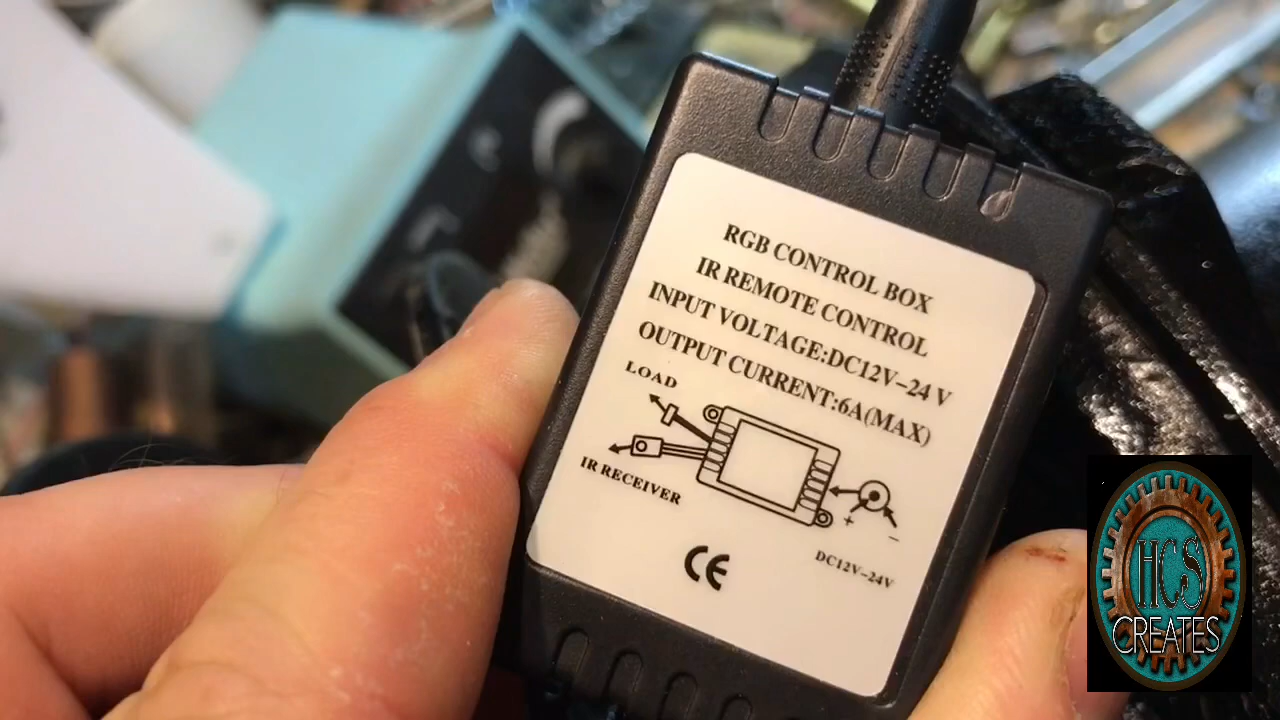 RGB CONTROL BOX
IR REMOTE CONTROL
INPUT VOLTAGE:DC12V-24 V
OUTPUT CURRENT:6A(MAX)
LOAD
IR RECEIVER
+
-
DC12V-24V
CE
HCS
CREATES